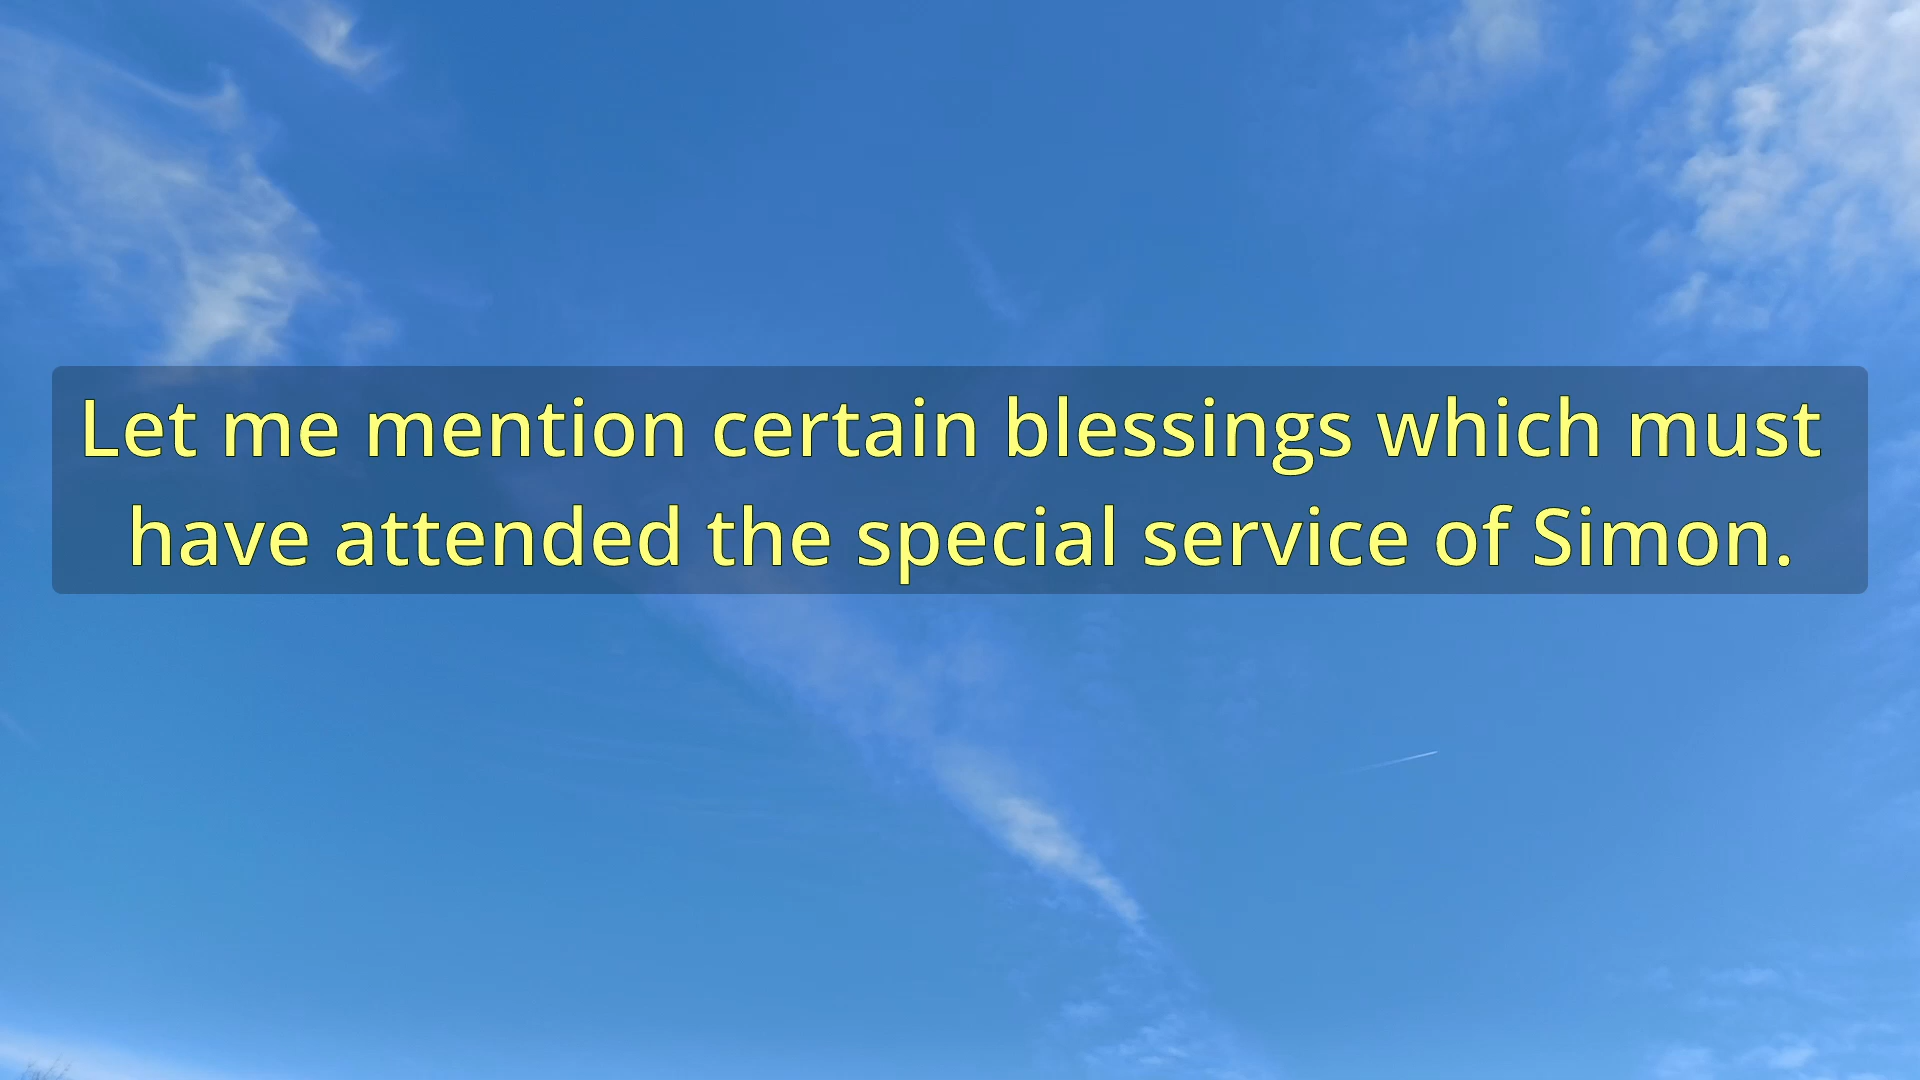 Let me mention certain blessings which must
have attended the special service of Simon.